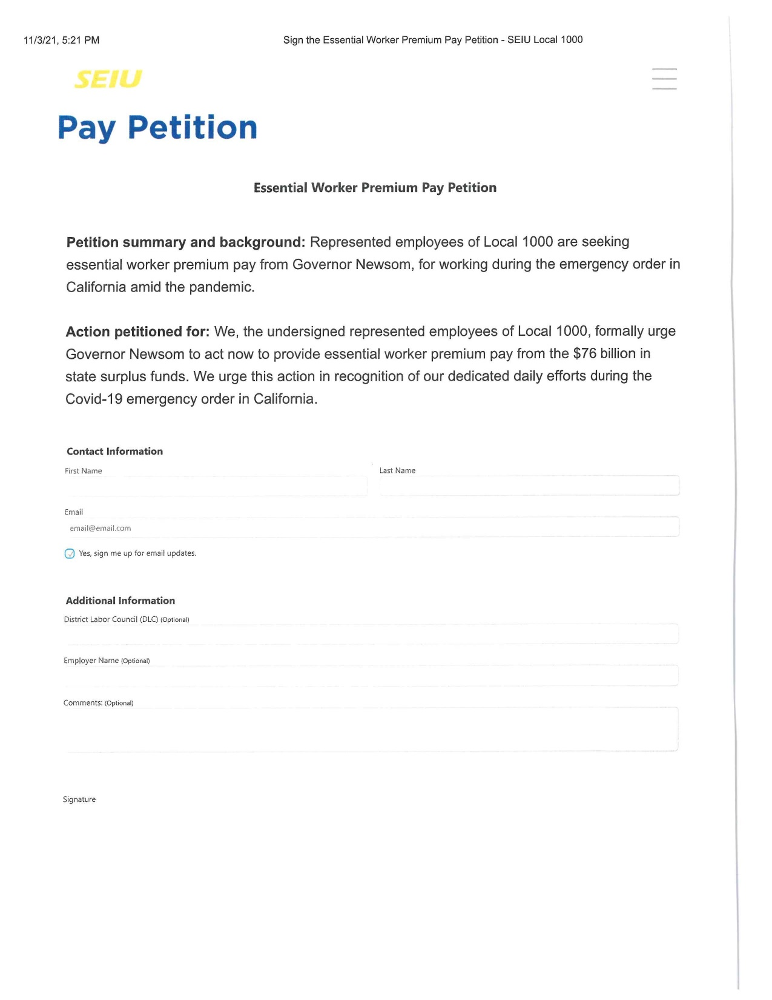 11/3/21, 5:21 PM Sign the Essential Worker Premium Pay Petition - SEIU Local 1000
SEIU
Pay Petition
Essential Worker Premium Pay Petition
Petition summary and background: Represented employees of Local 1000 are seeking
essential worker premium pay from Governor Newsom, for working during the emergency order in
California amid the pandemic.
Action petitioned for: We, the undersigned represented employees of Local 1000, formally urge
Governor Newsom to act now to provide essential worker premium pay from the $76 billion in
state surplus funds. We urge this action in recognition of our dedicated daily efforts during the
Covid-19 emergency order in California.
Contact Information
First Name Last Name
Email
email@email.com
Yes, sign me up for email updates.
Additional Information
District Labor Council (DLC) (Optional)
Employer Name (Optional)
Comments: (Optional)
Signature